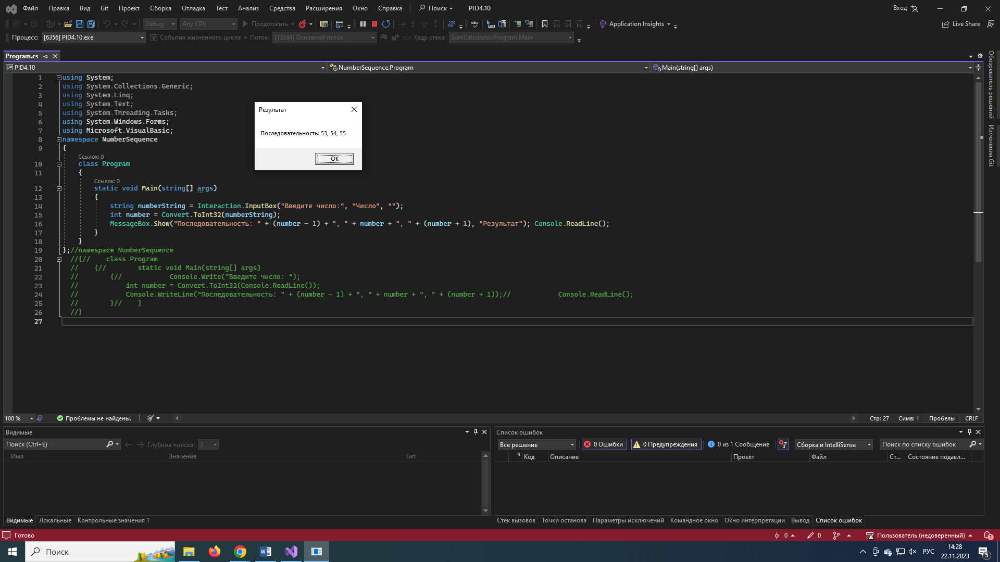 Файл Правка Вид Git Проект Сборка Отладка Тест Анализ Средства Расширения Окно Справка Поиск PID4.10 Вход
Debug Any CPU Продолжить Application Insights Live Share
Процесс: [6356] PID4.10.exe События жизненного цикла Поток: [13244] Основной поток Кадр стека: SumCalculator.Program.Main
Program.cs
PID4.10 NumberSequence.Program Main(string[] args)
1 using System;
2 using System.Collections.Generic;
3 using System.Linq;
4 using System.Text;
5 using System.Threading.Tasks;
6 using System.Windows.Forms;
7 using Microsoft.VisualBasic;
8 namespace NumberSequence
9 {
Ссылок: 0
10 class Program
11 {
Ссылок: 0
12 static void Main(string[] args)
13 {
14 string numberString = Interaction.InputBox("Введите число:", "Число", "");
15 int number = Convert.ToInt32(numberString);
16 MessageBox.Show("Последовательность: " + (number - 1) + ", " + number + ", " + (number + 1), "Результат"); Console.ReadLine();
17 }
18 }
19 };//namespace NumberSequence
20 //{// class Program
21 // {// static void Main(string[] args)
22 // {// Console.Write("Введите число: ");
23 // int number = Convert.ToInt32(Console.ReadLine());
24 // Console.WriteLine("Последовательность: " + (number - 1) + ", " + number + ", " + (number + 1));// Console.ReadLine();
25 // }// }
26 //}
27
Результат
Последовательность: 53, 54, 55
ОК
Обозреватель решений
Изменения Git
100 % Проблемы не найдены. Стр: 27 Симв: 1 Пробелы CRLF
Видимые
Поиск (Ctrl+E) Глубина поиска: 3
Имя Значение Тип
Видимые Локальные Контрольные значения 1
Список ошибок
Все решение 0 Ошибки 0 Предупреждения 0 из 1 Сообщение Сборка и IntelliSense Поиск по списку ошибок
Код Описание Проект Файл Ст... Состояние подавл...
Стек вызовов Точки останова Параметры исключений Командное окно Окно интерпретации Вывод Список ошибок
Готово 0 0 Пользователь (недоверенный) 1
Поиск РУС 14:28
22.11.2023 5